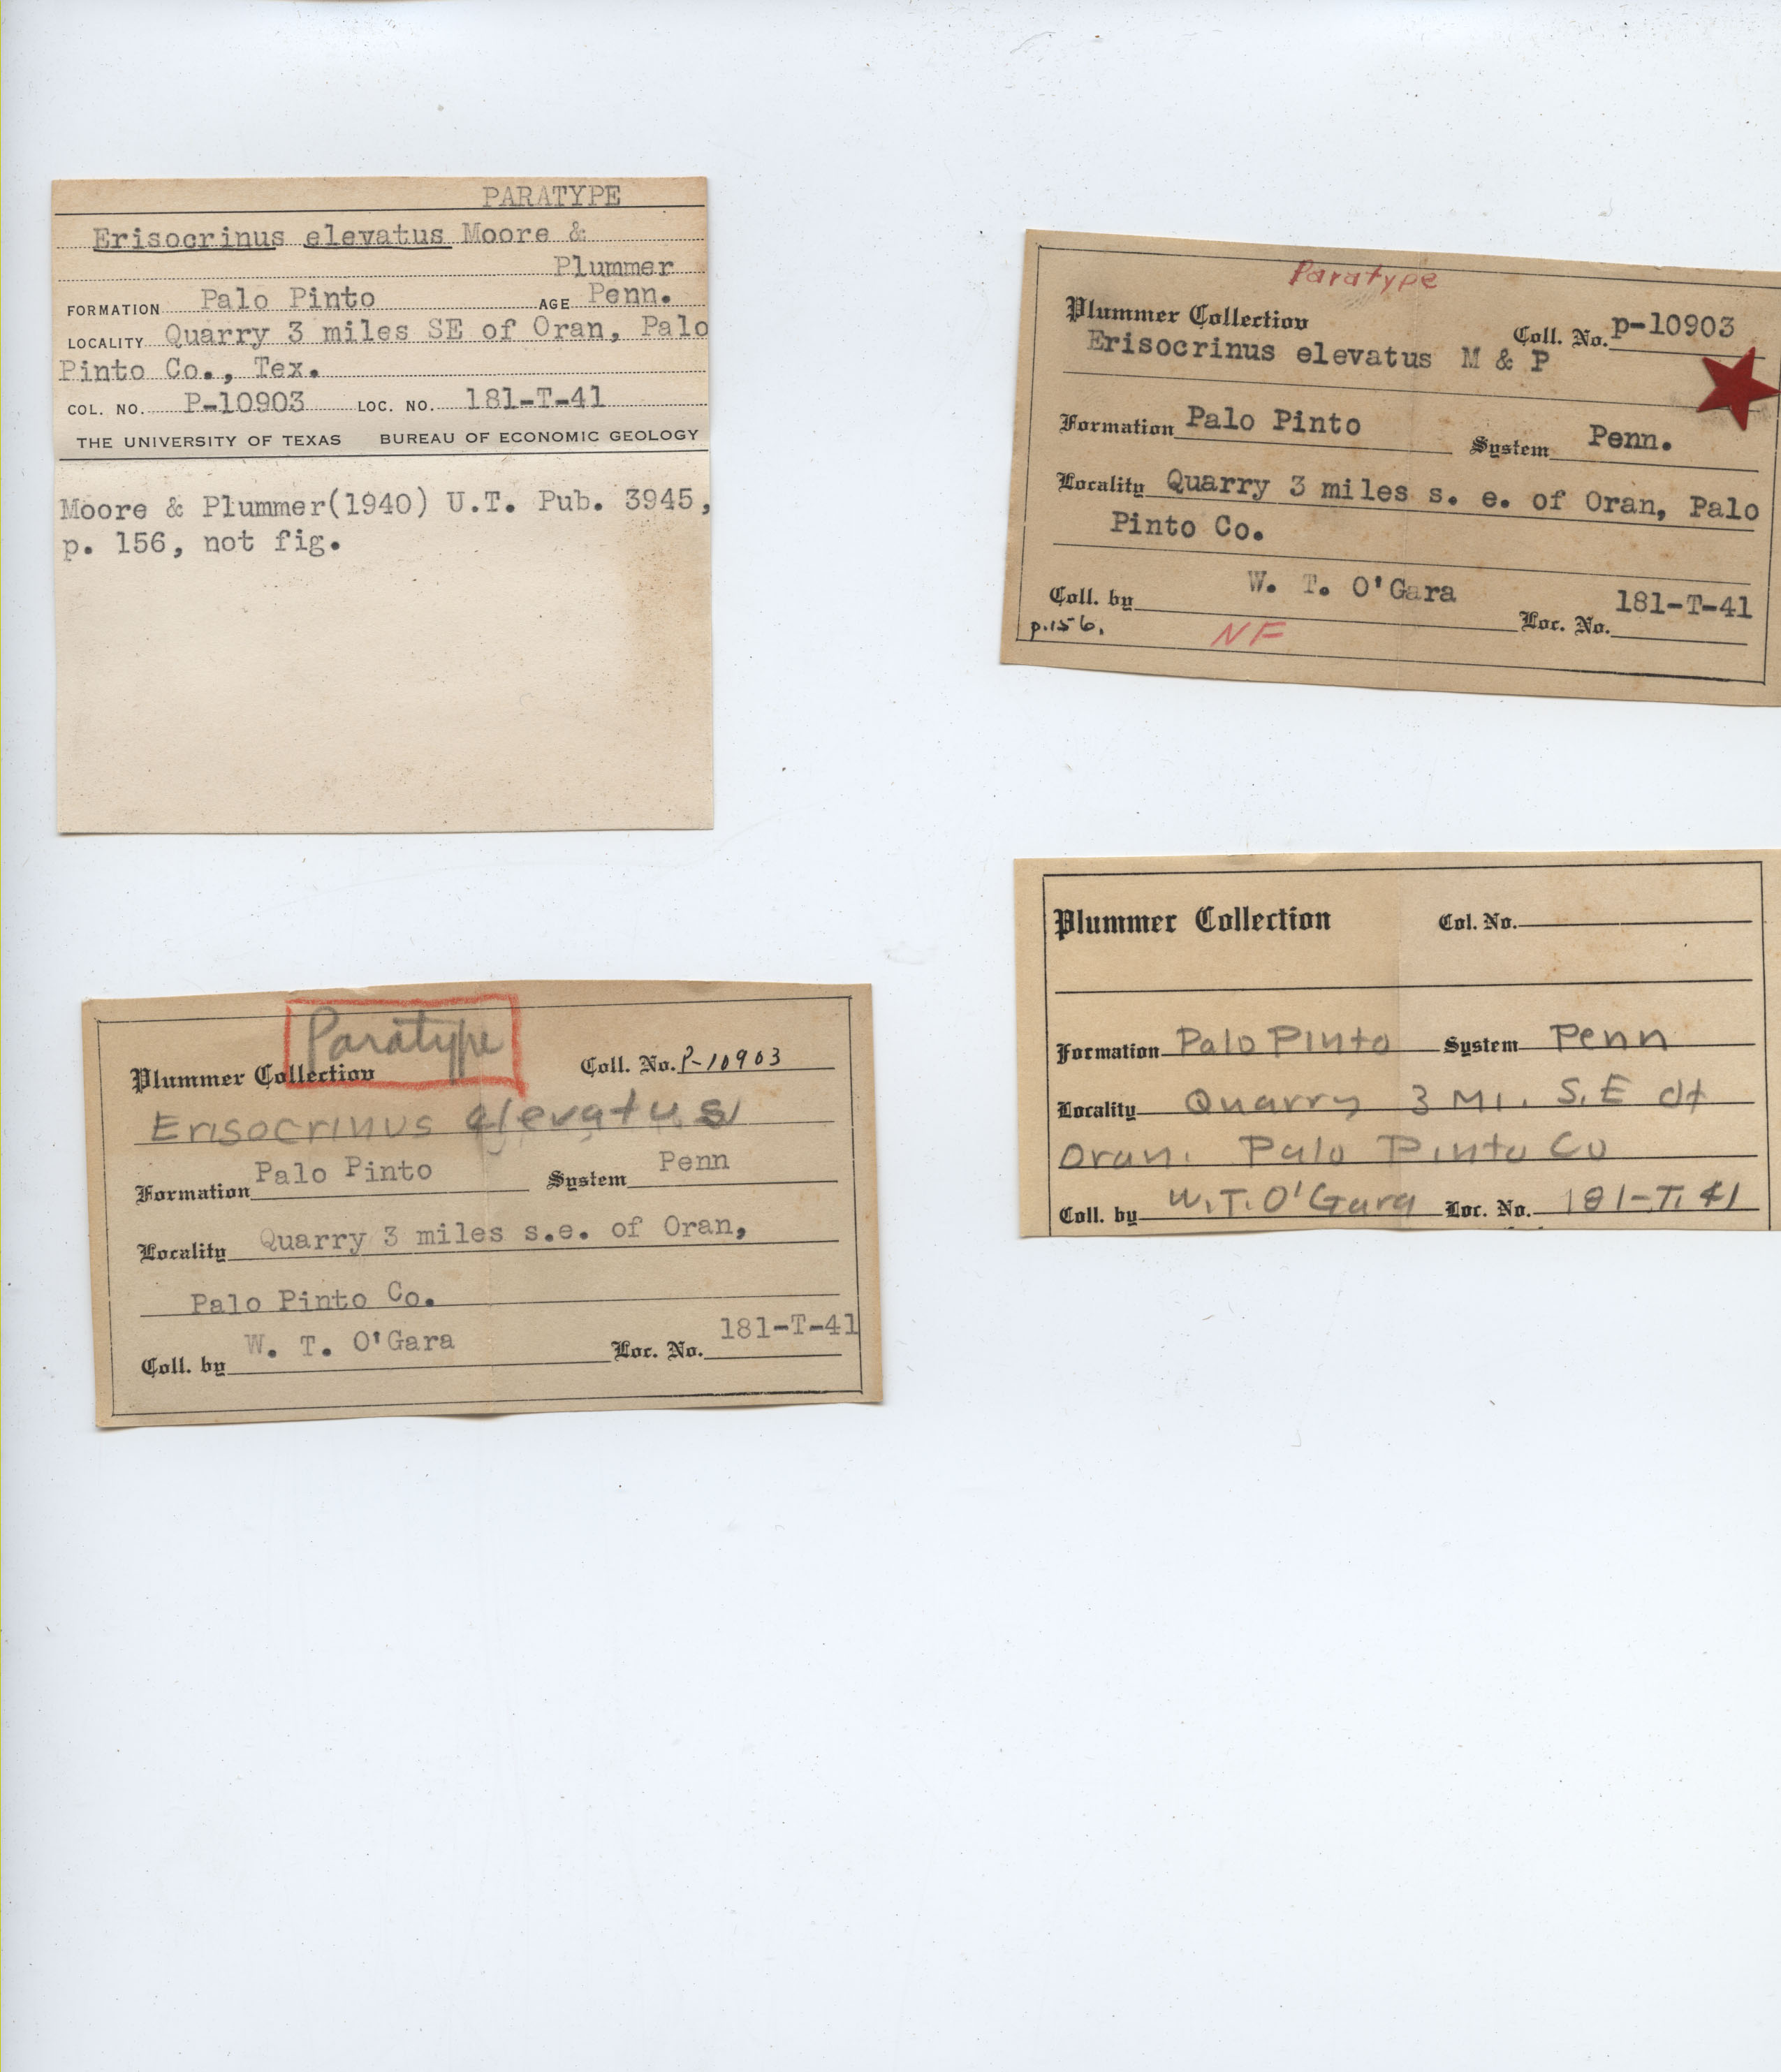 PARATYPE
Erisocrinus elevatus Moore &
Plummer
FORMATION Palo Pinto AGE Penn.
LOCALITY Quarry 3 miles SE of Oran, Palo
Pinto Co., Tex.
COL. NO. P-10903 LOC. NO. 181-T-41
THE UNIVERSITY OF TEXAS BUREAU OF ECONOMIC GEOLOGY
Moore & Plummer(1940) U.T. Pub. 3945,
p. 156, not fig.
Paratype
Plummer Collection Coll. No. p-10903
Erisocrinus elevatus M & P
Formation Palo Pinto System Penn.
Locality Quarry 3 miles s. e. of Oran, Palo
Pinto Co.
Coll. by W. T. O'Gara Loc. No. 181-T-41
p.156. NF
Paratype
Plummer Collection Coll. No. P-10903
Erisocrinus elevatus
Formation Palo Pinto System Penn
Locality Quarry 3 miles s.e. of Oran,
Palo Pinto Co.
Coll. by W. T. O'Gara Loc. No. 181-T-41
Plummer Collection Col. No.
Formation Palo Pinto System Penn
Locality Quarry 3 Mi. S.E of
Oran. Palo Pinto Co
Coll. by W.T. O'Gara Loc. No. 181-T-41